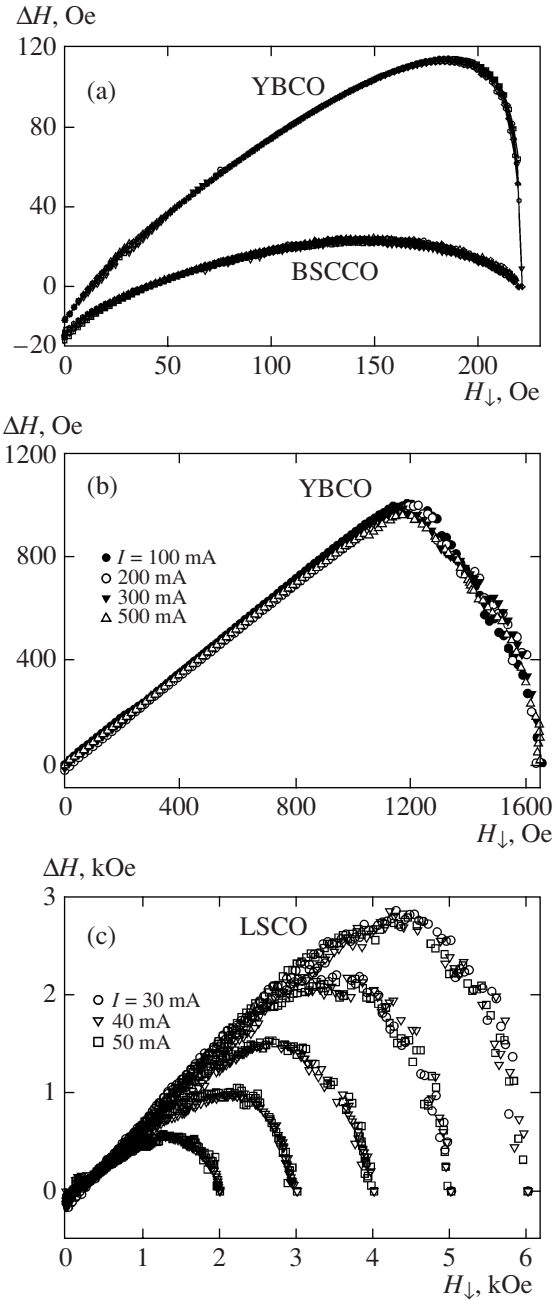 ΔH, Oe
120
(a)
YBCO
80
40
BSCCO
0
–20
0 50 100 150 200
H↓, Oe
ΔH, Oe
1200
(b)
YBCO
800
I = 100 mA
200 mA
300 mA
500 mA
400
0
0 400 800 1200 1600
H↓, Oe
ΔH, kOe
3
LSCO
(c)
2
I = 30 mA
40 mA
50 mA
1
0
0 1 2 3 4 5 6
H↓, kOe